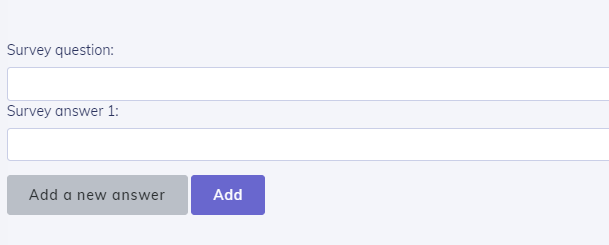 Survey question:
Survey answer 1:
Add a new answer
Add